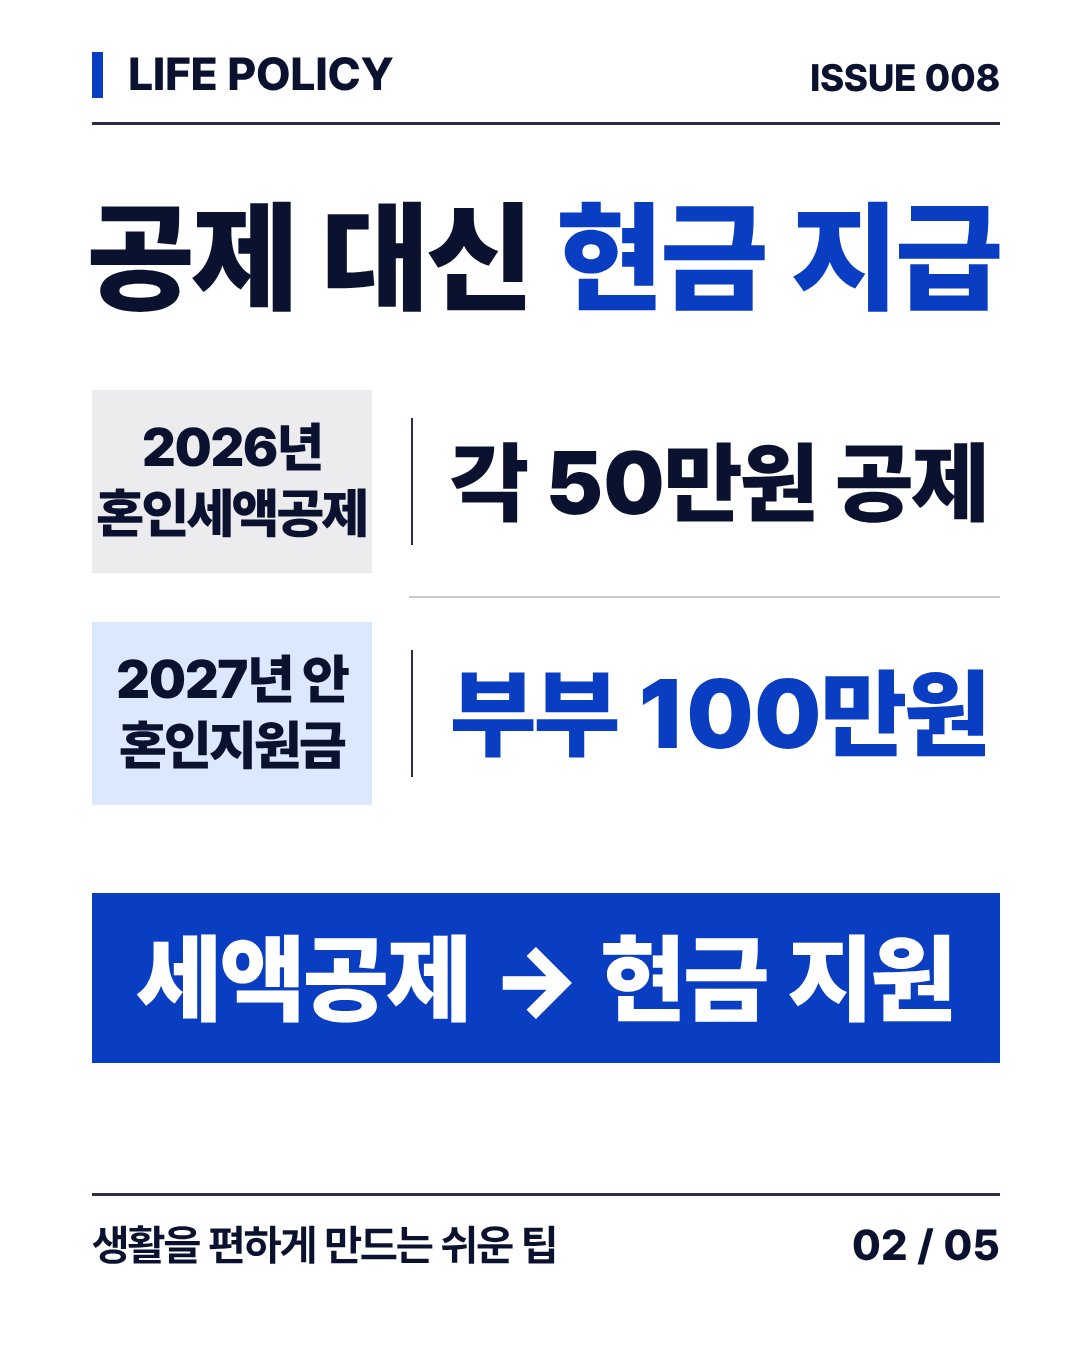 LIFE POLICY
ISSUE 008
공제 대신 현금 지급
2026년
혼인세액공제
각 50만원 공제
2027년 안
혼인지원금
부부 100만원
세액공제 → 현금 지원
생활을 편하게 만드는 쉬운 팁
02 / 05